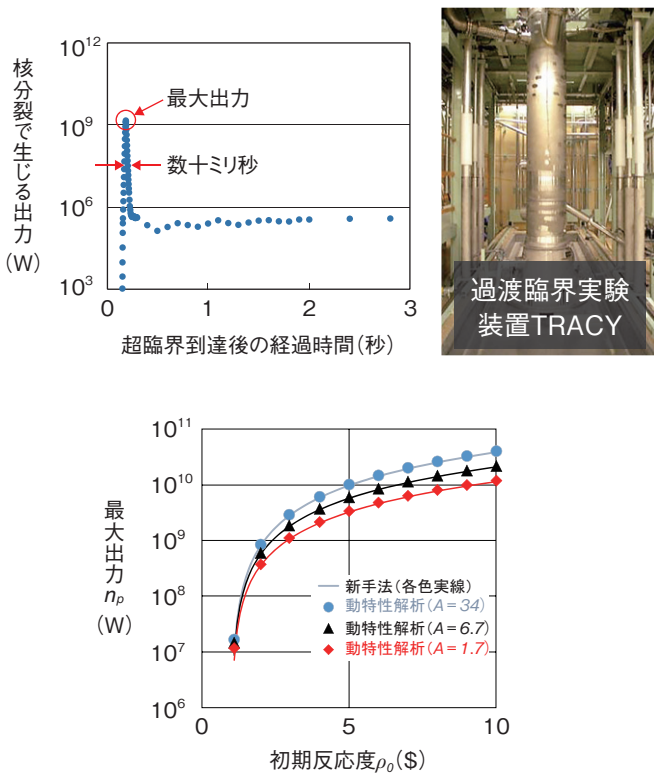 核分裂で生じる出力
(W)
10¹²
10⁹
10⁶
10³
最大出力
数十ミリ秒
0
1
2
3
超臨界到達後の経過時間(秒)
過渡臨界実験
装置TRACY
最大出力
nₚ
(W)
10¹¹
10¹⁰
10⁹
10⁸
10⁷
10⁶
新手法(各色実線)
動特性解析(A=34)
動特性解析(A=6.7)
動特性解析(A=1.7)
0
5
10
初期反応度ρ₀($)